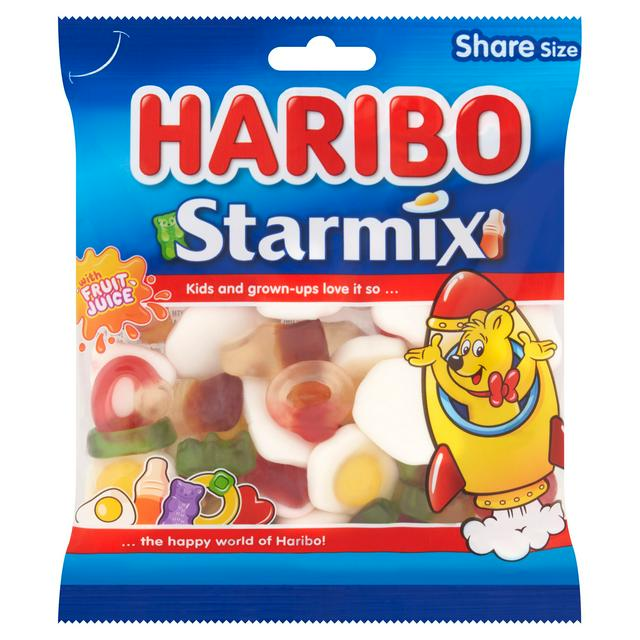 Share Size
HARIBO
Starmix
with
FRUIT
JUICE
Kids and grown-ups love it so ...
... the happy world of Haribo!